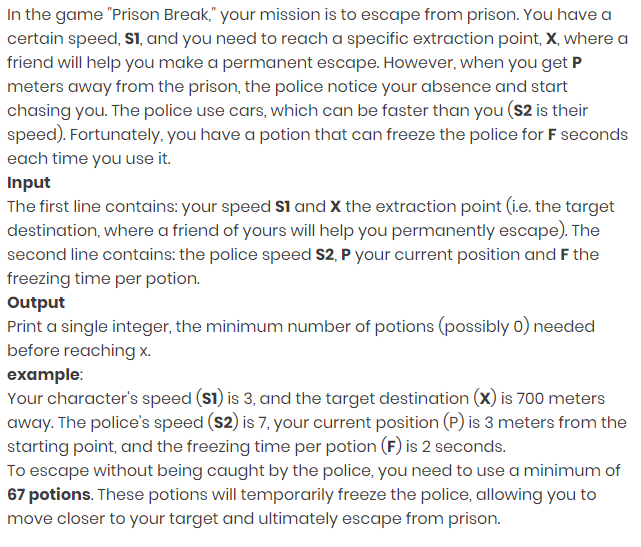 In the game "Prison Break," your mission is to escape from prison. You have a
certain speed, S1, and you need to reach a specific extraction point, X, where a
friend will help you make a permanent escape. However, when you get P
meters away from the prison, the police notice your absence and start
chasing you. The police use cars, which can be faster than you (S2 is their
speed). Fortunately, you have a potion that can freeze the police for F seconds
each time you use it.
Input
The first line contains: your speed S1 and X the extraction point (i.e. the target
destination, where a friend of yours will help you permanently escape). The
second line contains: the police speed S2, P your current position and F the
freezing time per potion.
Output
Print a single integer, the minimum number of potions (possibly 0) needed
before reaching x.
example:
Your character's speed (S1) is 3, and the target destination (X) is 700 meters
away. The police's speed (S2) is 7, your current position (P) is 3 meters from the
starting point, and the freezing time per potion (F) is 2 seconds.
To escape without being caught by the police, you need to use a minimum of
67 potions. These potions will temporarily freeze the police, allowing you to
move closer to your target and ultimately escape from prison.